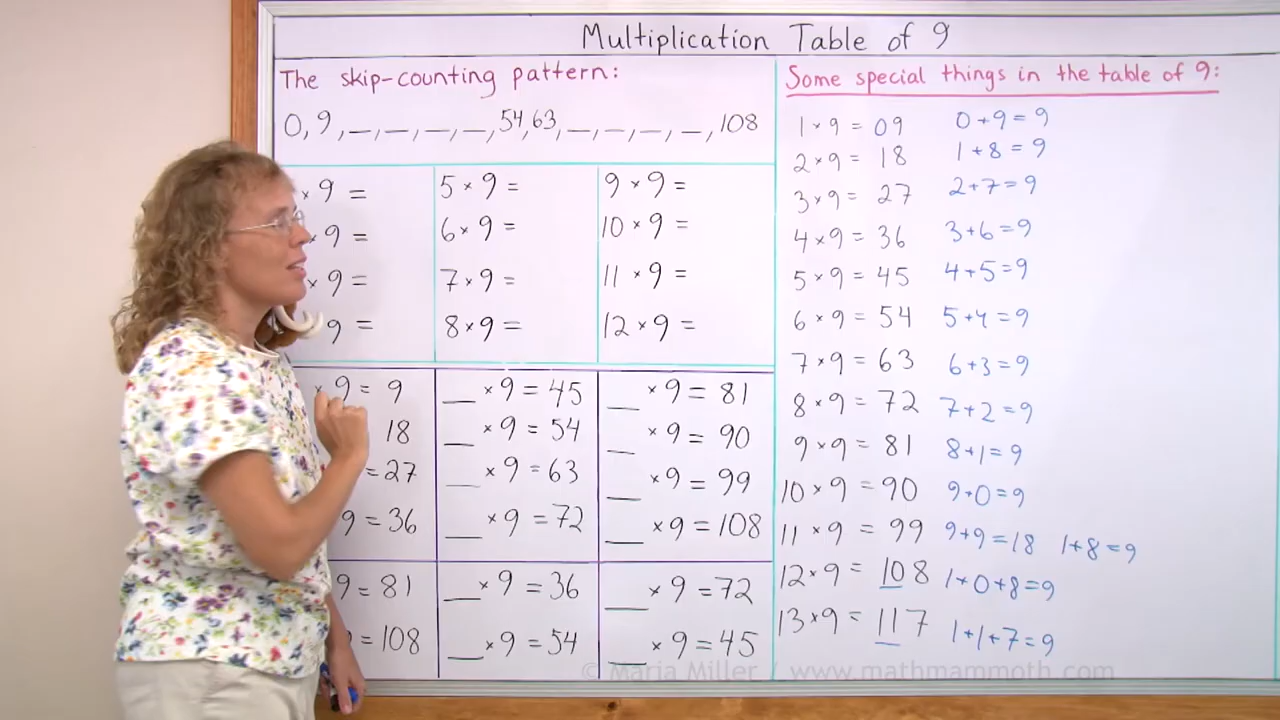 Multiplication Table of 9
The skip-counting pattern:
0, 9, __, __, __, __, 54, 63, __, __, __, __, 108
× 9 =
5 × 9 =
9 × 9 =
× 9 =
6 × 9 =
10 × 9 =
× 9 =
7 × 9 =
11 × 9 =
9 =
8 × 9 =
12 × 9 =
× 9 = 9
__ × 9 = 45
__ × 9 = 81
18
__ × 9 = 54
__ × 9 = 90
= 27
__ × 9 = 63
__ × 9 = 99
9 = 36
__ × 9 = 72
__ × 9 = 108
9 = 81
__ × 9 = 36
__ × 9 = 72
= 108
__ × 9 = 54
__ × 9 = 45
Some special things in the table of 9:
1 × 9 = 09 0 + 9 = 9
2 × 9 = 18 1 + 8 = 9
3 × 9 = 27 2 + 7 = 9
4 × 9 = 36 3 + 6 = 9
5 × 9 = 45 4 + 5 = 9
6 × 9 = 54 5 + 4 = 9
7 × 9 = 63 6 + 3 = 9
8 × 9 = 72 7 + 2 = 9
9 × 9 = 81 8 + 1 = 9
10 × 9 = 90 9 + 0 = 9
11 × 9 = 99 9 + 9 = 18 1 + 8 = 9
12 × 9 = 108 1 + 0 + 8 = 9
13 × 9 = 117 1 + 1 + 7 = 9
© Maria Miller / www.mathmammoth.com